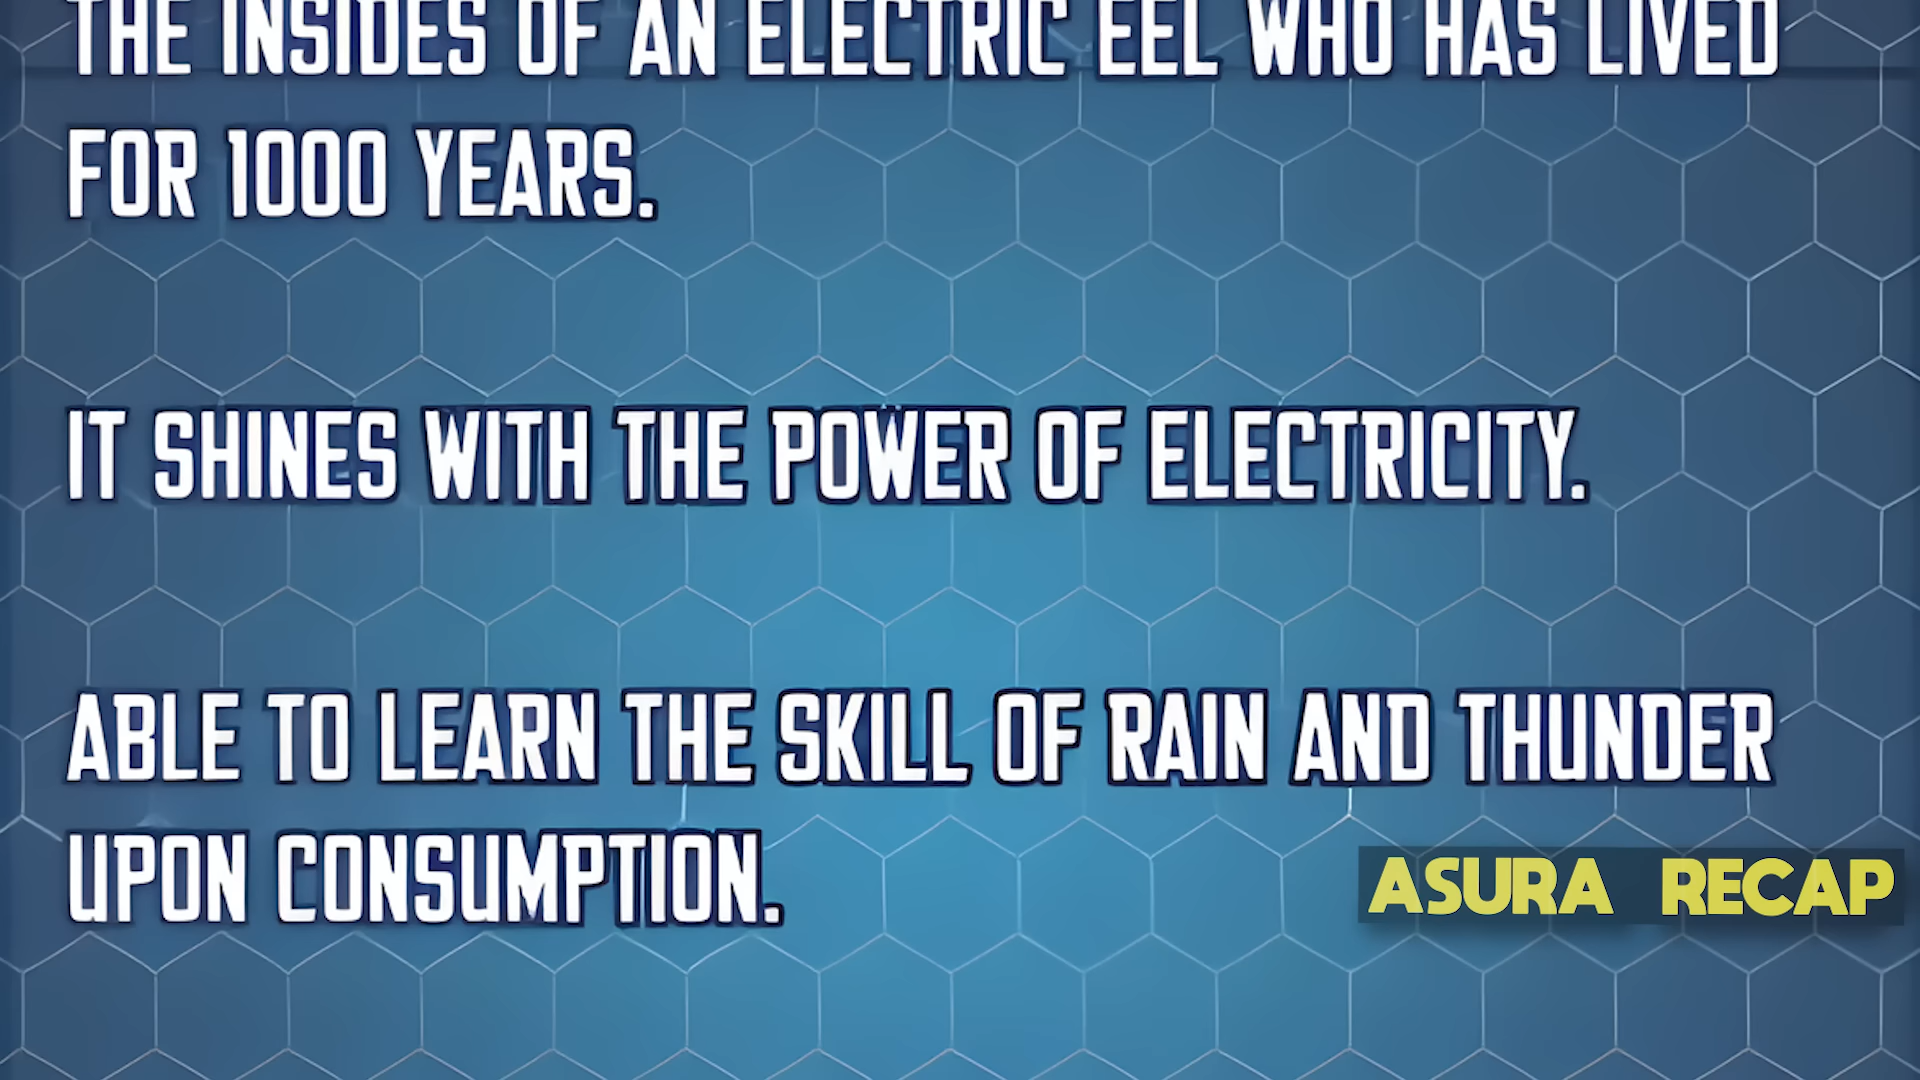 THE INSIDES OF AN ELECTRIC EEL WHO HAS LIVED
FOR 1000 YEARS.
IT SHINES WITH THE POWER OF ELECTRICITY.
ABLE TO LEARN THE SKILL OF RAIN AND THUNDER
UPON CONSUMPTION.
ASURA RECAP